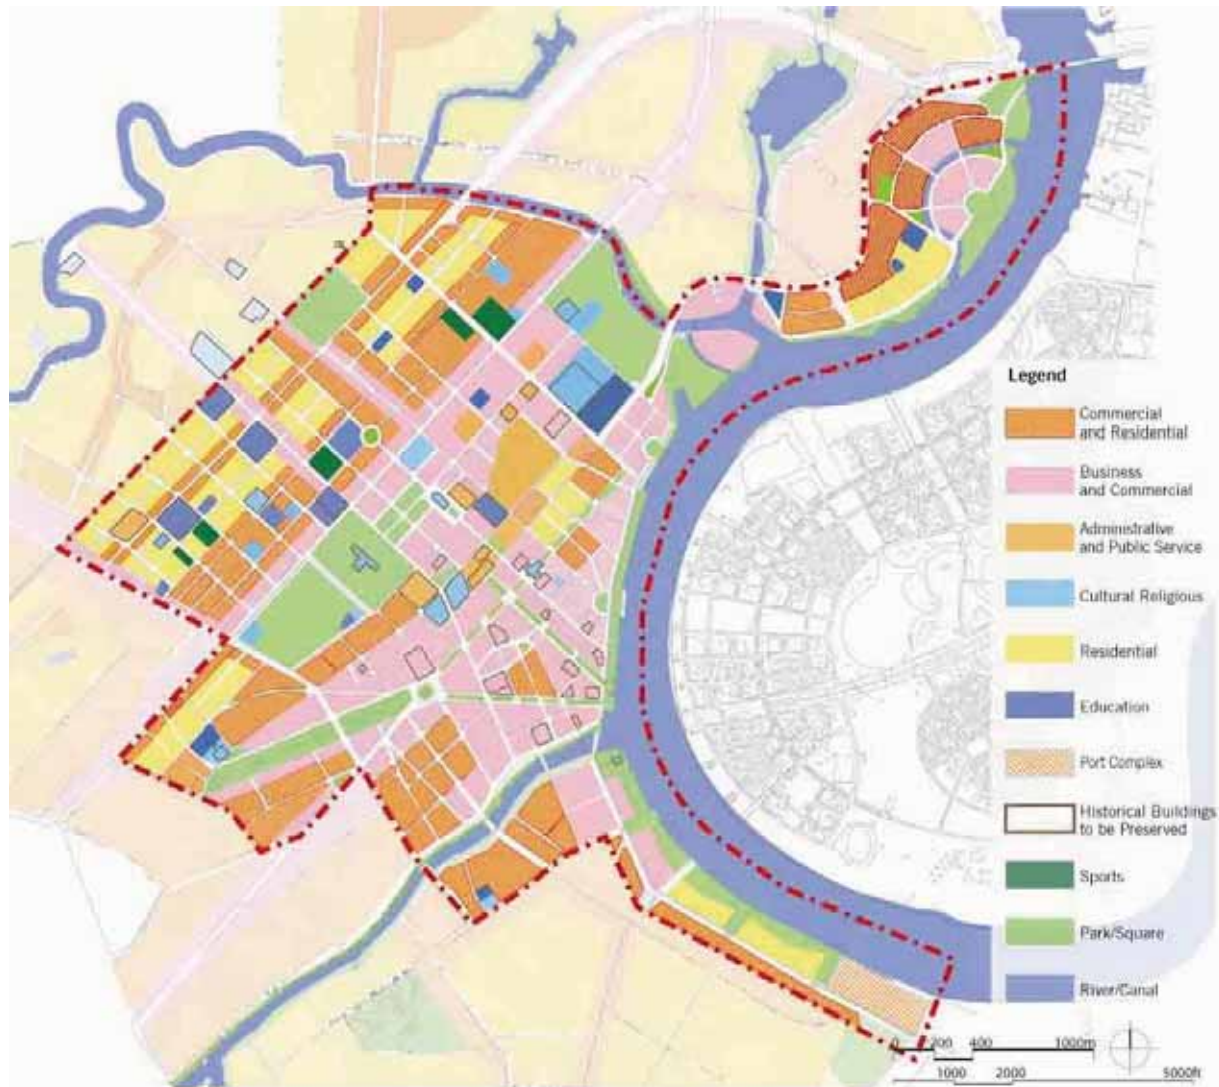 Legend
Commercial
and Residential
Business
and Commercial
Administrative
and Public Service
Cultural Religious
Residential
Education
Port Complex
Historical Buildings
to be Preserved
Sports
Park/Square
River/Canal
0 200 400 1000m
1000 2000 5000ft